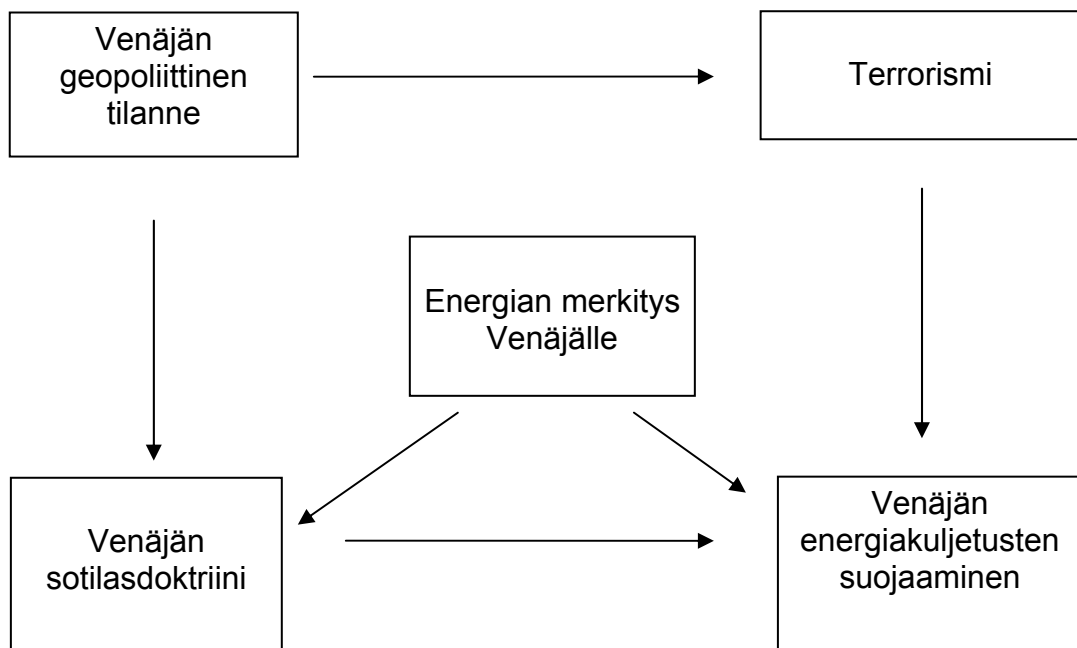 Venäjän
geopoliittinen
tilanne
Terrorismi
Energian merkitys
Venäjälle
Venäjän
sotilasdoktriini
Venäjän
energiakuljetusten
suojaaminen